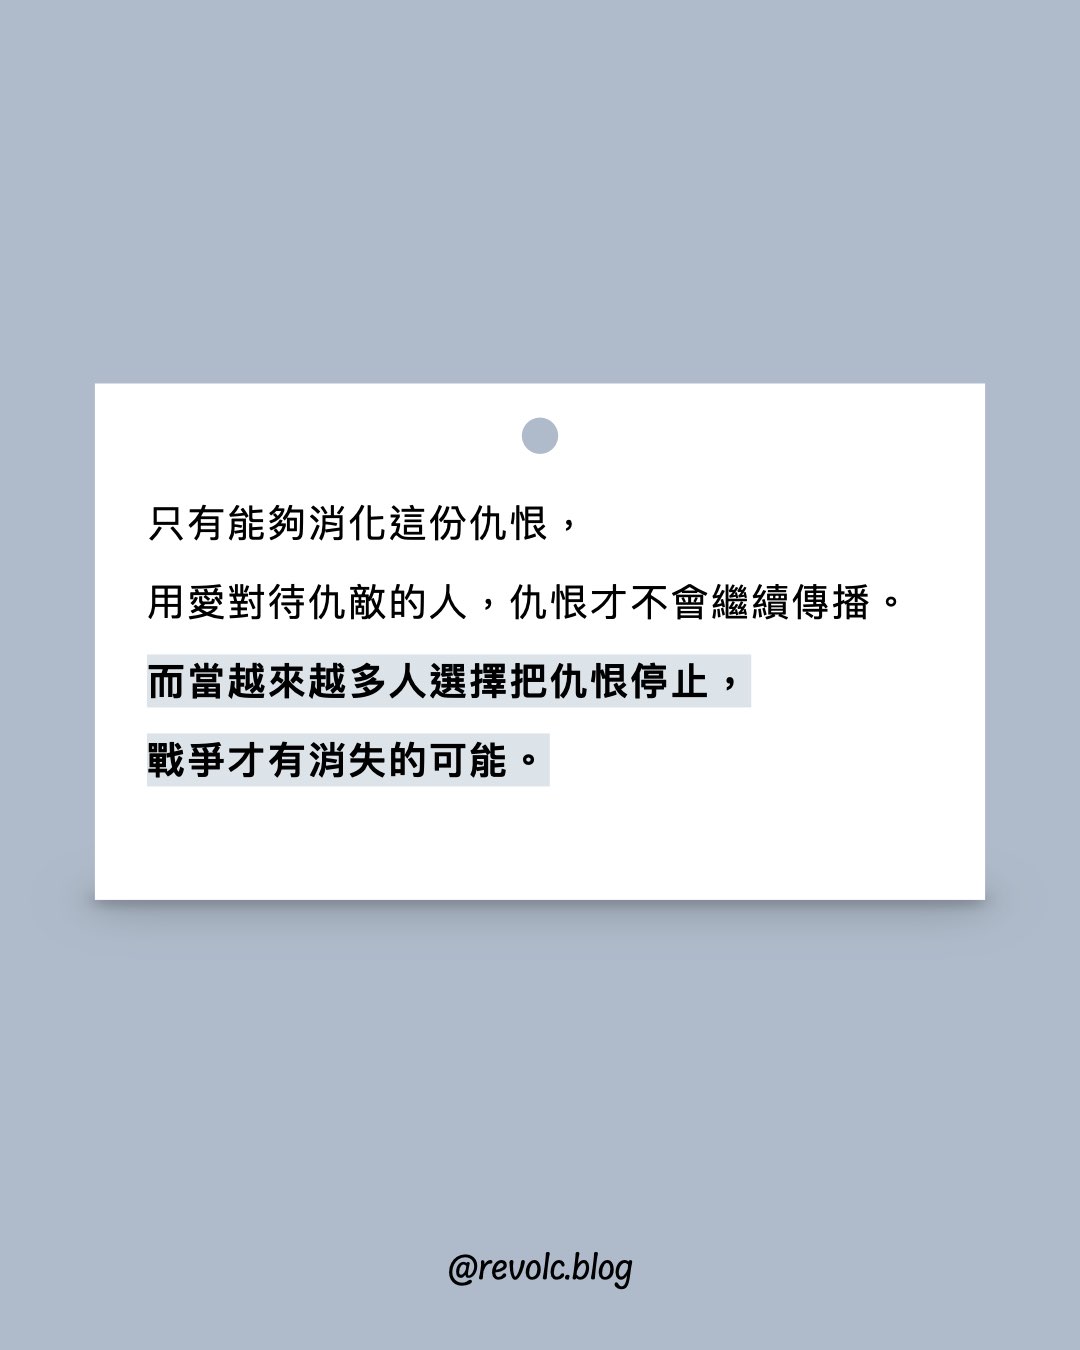 只有能夠消化這份仇恨，
用愛對待仇敵的人，仇恨才不會繼續傳播。
而當越來越多人選擇把仇恨停止，
戰爭才有消失的可能。
@revolc.blog